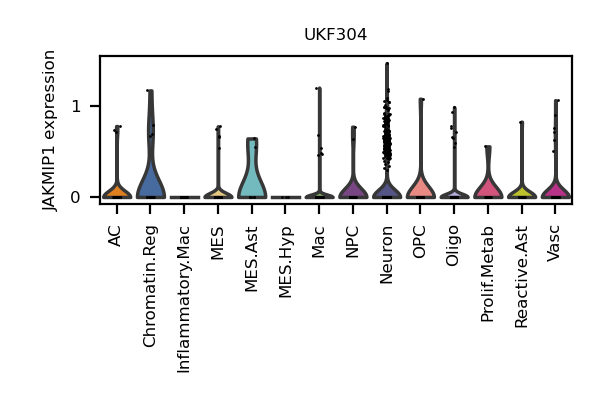 UKF304
JAKMIP1 expression
1
0
AC
Chromatin.Reg
Inflammatory.Mac
MES
MES.Ast
MES.Hyp
Mac
NPC
Neuron
OPC
Oligo
Prolif.Metab
Reactive.Ast
Vasc